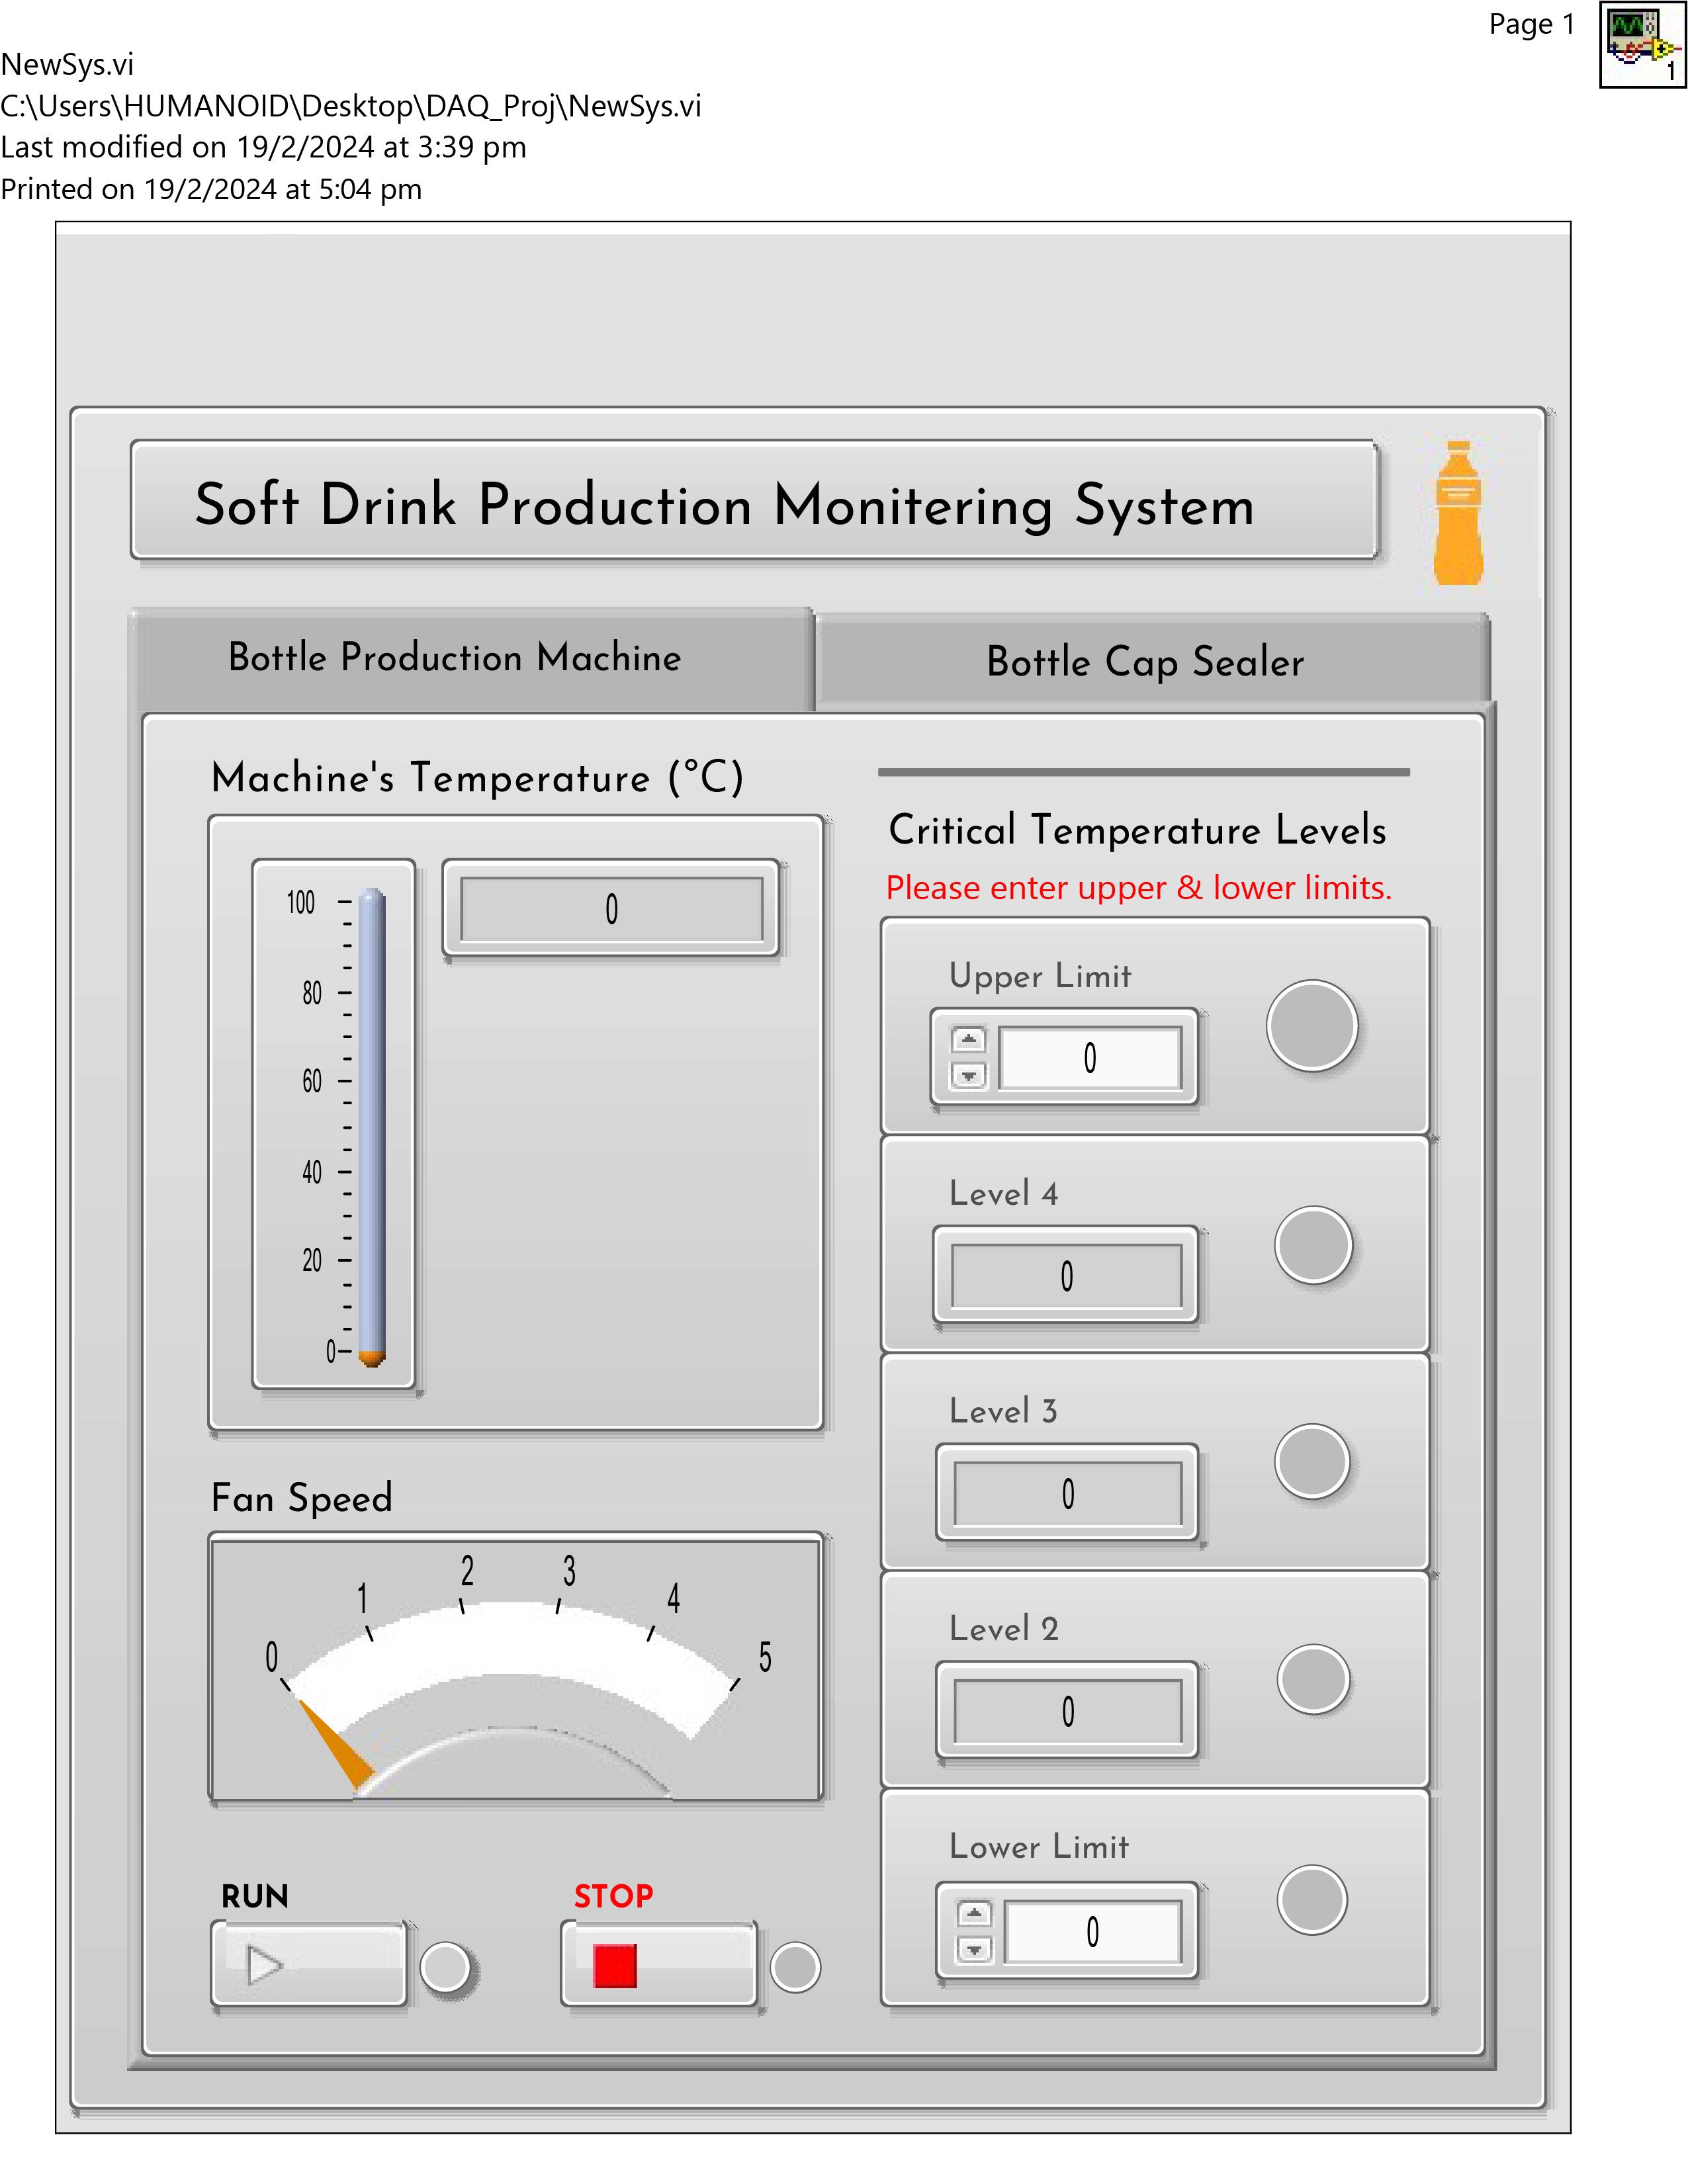 Page 1
1
NewSys.vi
C:\Users\HUMANOID\Desktop\DAQ_Proj\NewSys.vi
Last modified on 19/2/2024 at 3:39 pm
Printed on 19/2/2024 at 5:04 pm
Soft Drink Production Monitering System
Bottle Production Machine
Bottle Cap Sealer
Machine's Temperature (°C)
100
80
60
40
20
0
0
Fan Speed
0
1
2
3
4
5
RUN
STOP
Critical Temperature Levels
Please enter upper & lower limits.
Upper Limit
0
Level 4
0
Level 3
0
Level 2
0
Lower Limit
0